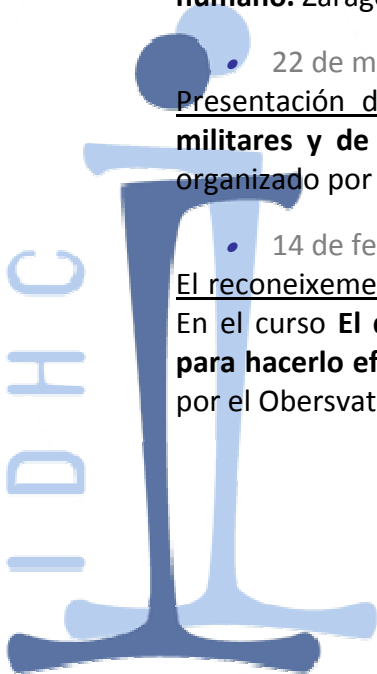 humano. Zarag
• 22 de m
Presentación d
militares y de
organizado por
• 14 de fe
El reconeixeme
En el curso El
para hacerlo ef
por el Obersvat
IDHC